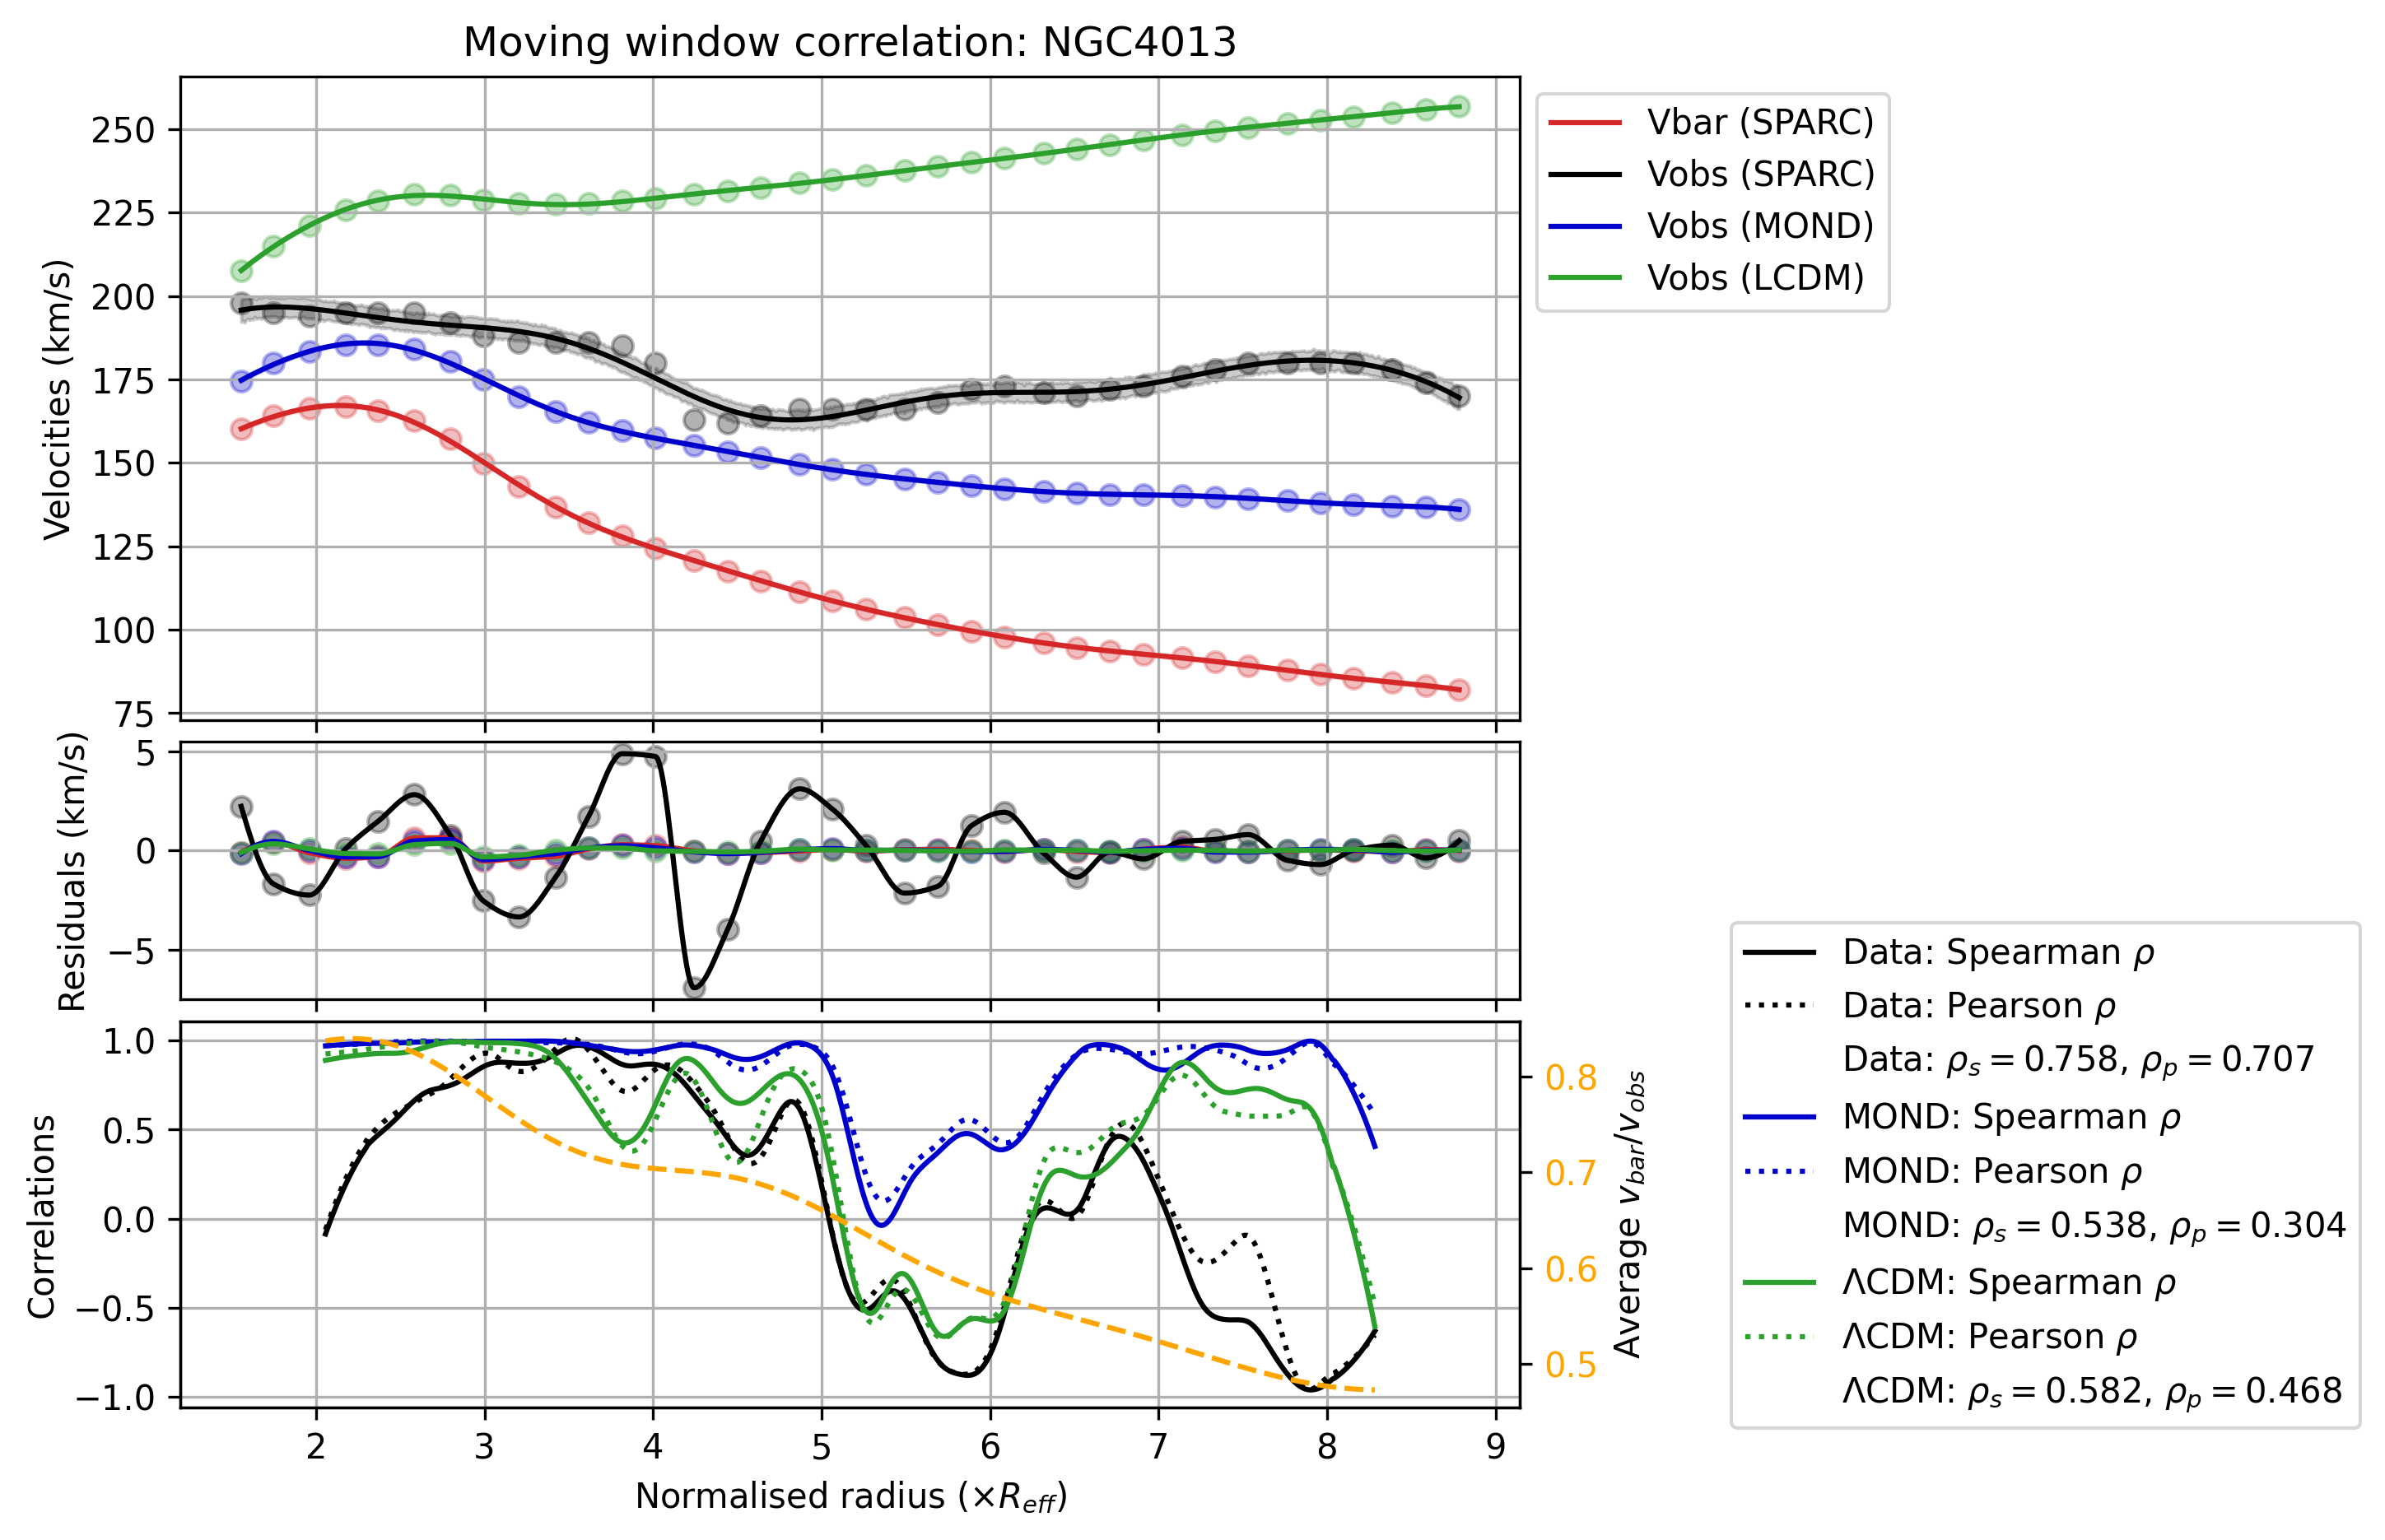 Moving window correlation: NGC4013
Velocities (km/s)
250
225
200
175
150
125
100
75
Vbar (SPARC)
Vobs (SPARC)
Vobs (MOND)
Vobs (LCDM)
Residuals (km/s)
5
0
−5
Correlations
1.0
0.5
0.0
−0.5
−1.0
0.8
0.7
0.6
0.5
Average v_bar/v_obs
Data: Spearman ρ
Data: Pearson ρ
Data: ρ_s = 0.758, ρ_p = 0.707
MOND: Spearman ρ
MOND: Pearson ρ
MOND: ρ_s = 0.538, ρ_p = 0.304
ΛCDM: Spearman ρ
ΛCDM: Pearson ρ
ΛCDM: ρ_s = 0.582, ρ_p = 0.468
2 3 4 5 6 7 8 9
Normalised radius (×R_eff)